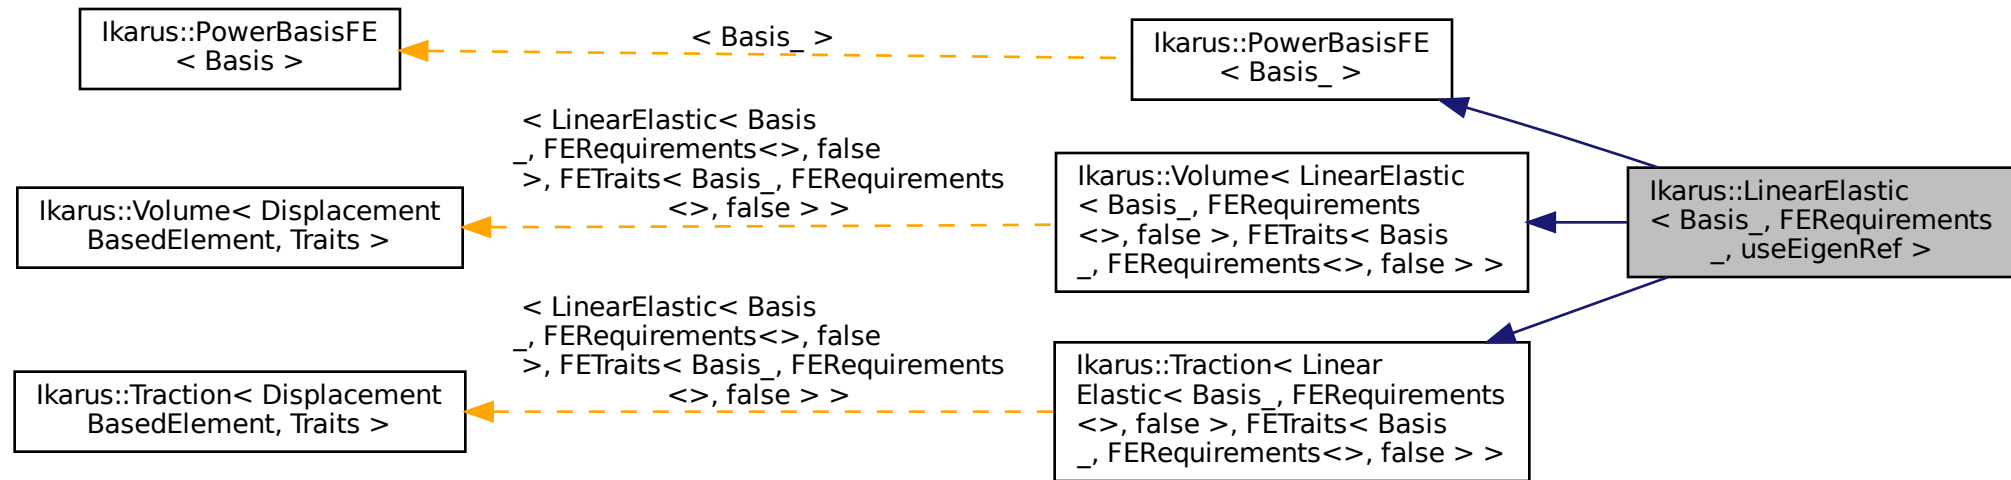 Ikarus::PowerBasisFE
< Basis >
< Basis_ >
Ikarus::PowerBasisFE
< Basis_ >
Ikarus::Volume< Displacement
BasedElement, Traits >
< LinearElastic< Basis
_, FERequirements<>, false
>, FETraits< Basis_, FERequirements
<>, false > >
Ikarus::Volume< LinearElastic
< Basis_, FERequirements
<>, false >, FETraits< Basis
_, FERequirements<>, false > >
Ikarus::LinearElastic
< Basis_, FERequirements
_, useEigenRef >
Ikarus::Traction< Displacement
BasedElement, Traits >
< LinearElastic< Basis
_, FERequirements<>, false
>, FETraits< Basis_, FERequirements
<>, false > >
Ikarus::Traction< Linear
Elastic< Basis_, FERequirements
<>, false >, FETraits< Basis
_, FERequirements<>, false > >